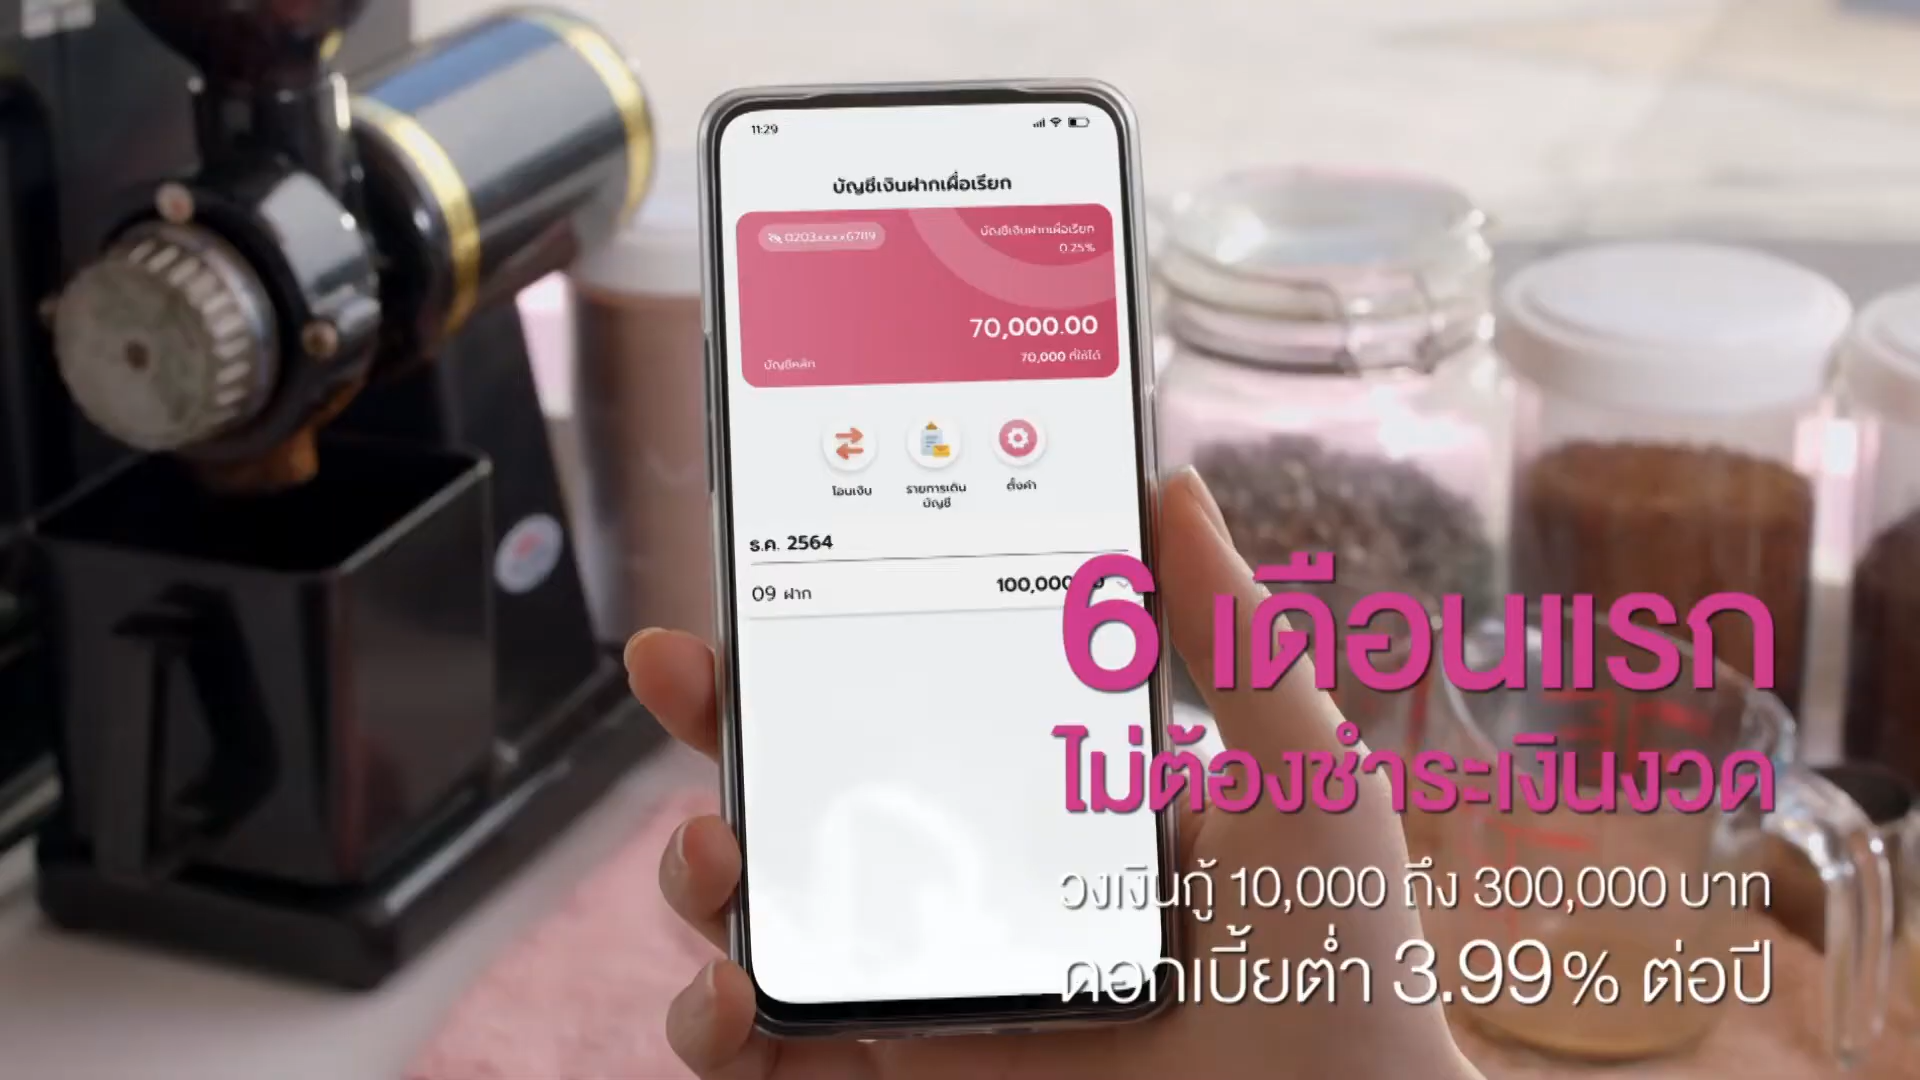 11:29
บัญชีเงินฝากเผื่อเรียก
0203xxxx6789
บัญชีเงินฝากเผื่อเรียก
0.25%
70,000.00
70,000 ที่ใช้ได้
บัญชีหลัก
โอนเงิน
รายการเดิน
บัญชี
ตั้งค่า
ธ.ค. 2564
09 ฝาก
100,000
6 เดือนแรก
ไม่ต้องชำระเงินงวด
วงเงินกู้ 10,000 ถึง 300,000 บาท
ดอกเบี้ยต่ำ 3.99% ต่อปี